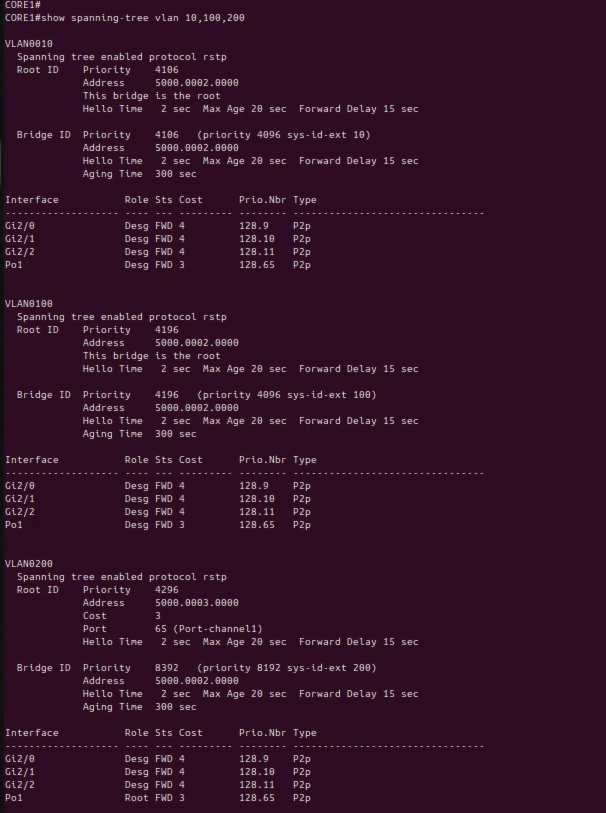 CORE1#
CORE1#show spanning-tree vlan 10,100,200

VLAN0010
  Spanning tree enabled protocol rstp
  Root ID    Priority    4106
             Address     5000.0002.0000
             This bridge is the root
             Hello Time   2 sec  Max Age 20 sec  Forward Delay 15 sec

  Bridge ID  Priority    4106   (priority 4096 sys-id-ext 10)
             Address     5000.0002.0000
             Hello Time   2 sec  Max Age 20 sec  Forward Delay 15 sec
             Aging Time  300 sec

Interface           Role Sts Cost      Prio.Nbr Type
------------------- ---- --- --------- -------- --------------------------------
Gi2/0               Desg FWD 4         128.9    P2p
Gi2/1               Desg FWD 4         128.10   P2p
Gi2/2               Desg FWD 4         128.11   P2p
Po1                 Desg FWD 3         128.65   P2p


VLAN0100
  Spanning tree enabled protocol rstp
  Root ID    Priority    4196
             Address     5000.0002.0000
             This bridge is the root
             Hello Time   2 sec  Max Age 20 sec  Forward Delay 15 sec

  Bridge ID  Priority    4196   (priority 4096 sys-id-ext 100)
             Address     5000.0002.0000
             Hello Time   2 sec  Max Age 20 sec  Forward Delay 15 sec
             Aging Time  300 sec

Interface           Role Sts Cost      Prio.Nbr Type
------------------- ---- --- --------- -------- --------------------------------
Gi2/0               Desg FWD 4         128.9    P2p
Gi2/1               Desg FWD 4         128.10   P2p
Gi2/2               Desg FWD 4         128.11   P2p
Po1                 Desg FWD 3         128.65   P2p


VLAN0200
  Spanning tree enabled protocol rstp
  Root ID    Priority    4296
             Address     5000.0003.0000
             Cost        3
             Port        65 (Port-channel1)
             Hello Time   2 sec  Max Age 20 sec  Forward Delay 15 sec

  Bridge ID  Priority    8392   (priority 8192 sys-id-ext 200)
             Address     5000.0002.0000
             Hello Time   2 sec  Max Age 20 sec  Forward Delay 15 sec
             Aging Time  300 sec

Interface           Role Sts Cost      Prio.Nbr Type
------------------- ---- --- --------- -------- --------------------------------
Gi2/0               Desg FWD 4         128.9    P2p
Gi2/1               Desg FWD 4         128.10   P2p
Gi2/2               Desg FWD 4         128.11   P2p
Po1                 Root FWD 3         128.65   P2p